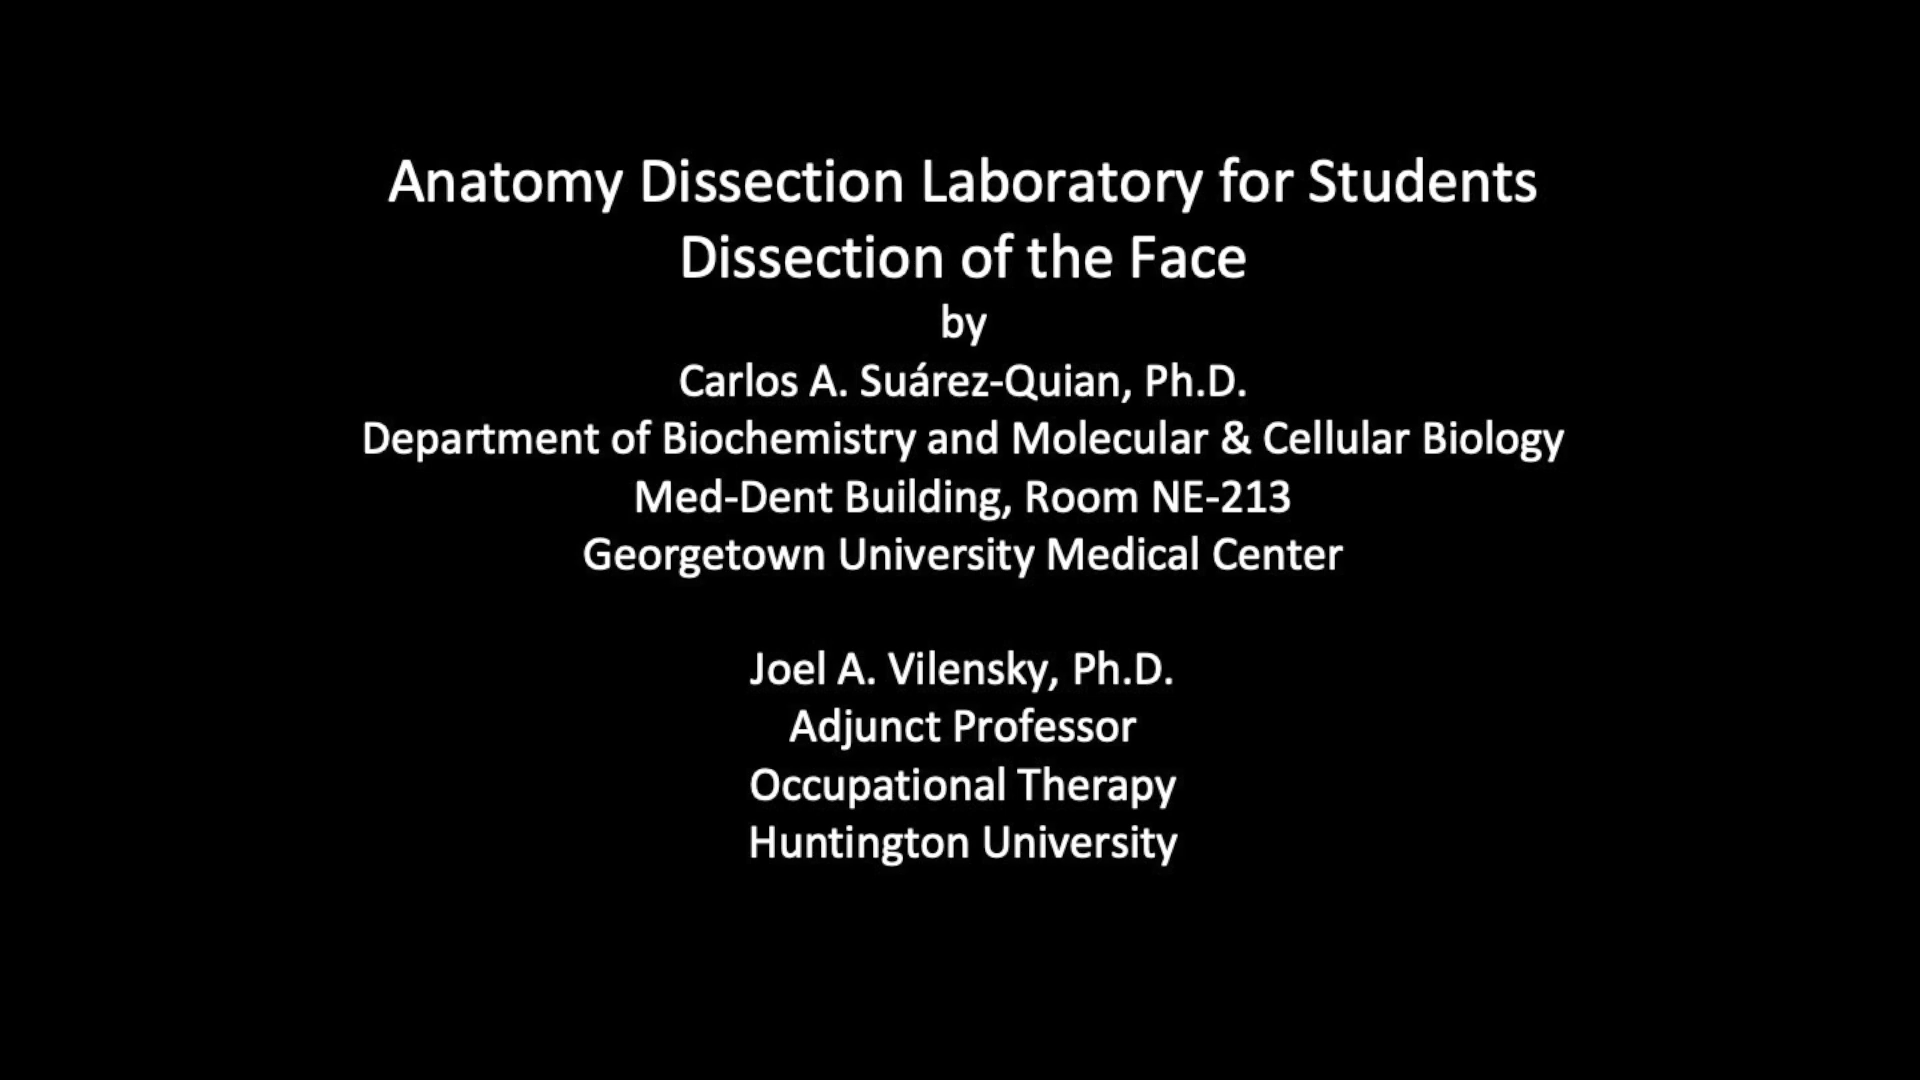 Anatomy Dissection Laboratory for Students
Dissection of the Face
by
Carlos A. Suárez-Quian, Ph.D.
Department of Biochemistry and Molecular & Cellular Biology
Med-Dent Building, Room NE-213
Georgetown University Medical Center
Joel A. Vilensky, Ph.D.
Adjunct Professor
Occupational Therapy
Huntington University